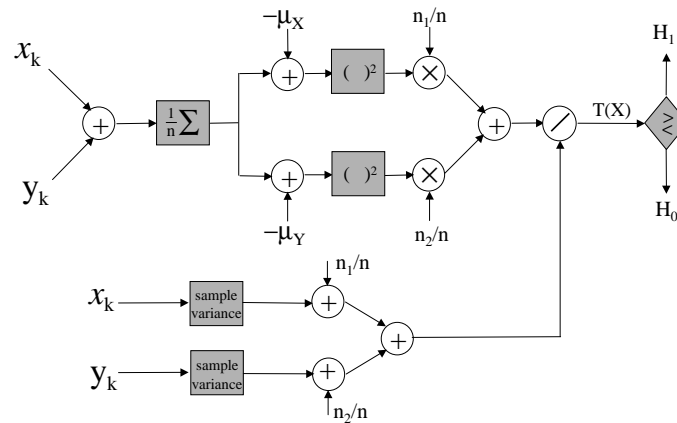 −μX
n1/n
H1
xk
+
( )²
×
+
1/n ∑
+
/
T(X)
><
yk
+
( )²
×
−μY
n2/n
H0
n1/n
xk
sample
variance
+
+
yk
sample
variance
+
n2/n